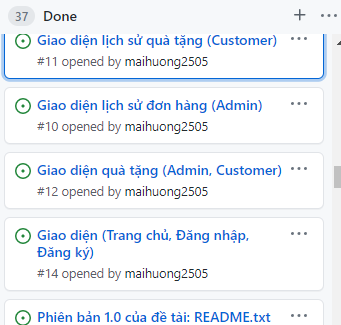 37 Done
Giao diện lịch sử quà tặng (Customer)
#11 opened by maihuong2505
Giao diện lịch sử đơn hàng (Admin)
#10 opened by maihuong2505
Giao diện quà tặng (Admin, Customer)
#12 opened by maihuong2505
Giao diện (Trang chủ, Đăng nhập,
Đăng ký)
#14 opened by maihuong2505
Phiên bản 1.0 của đề tài: README.txt